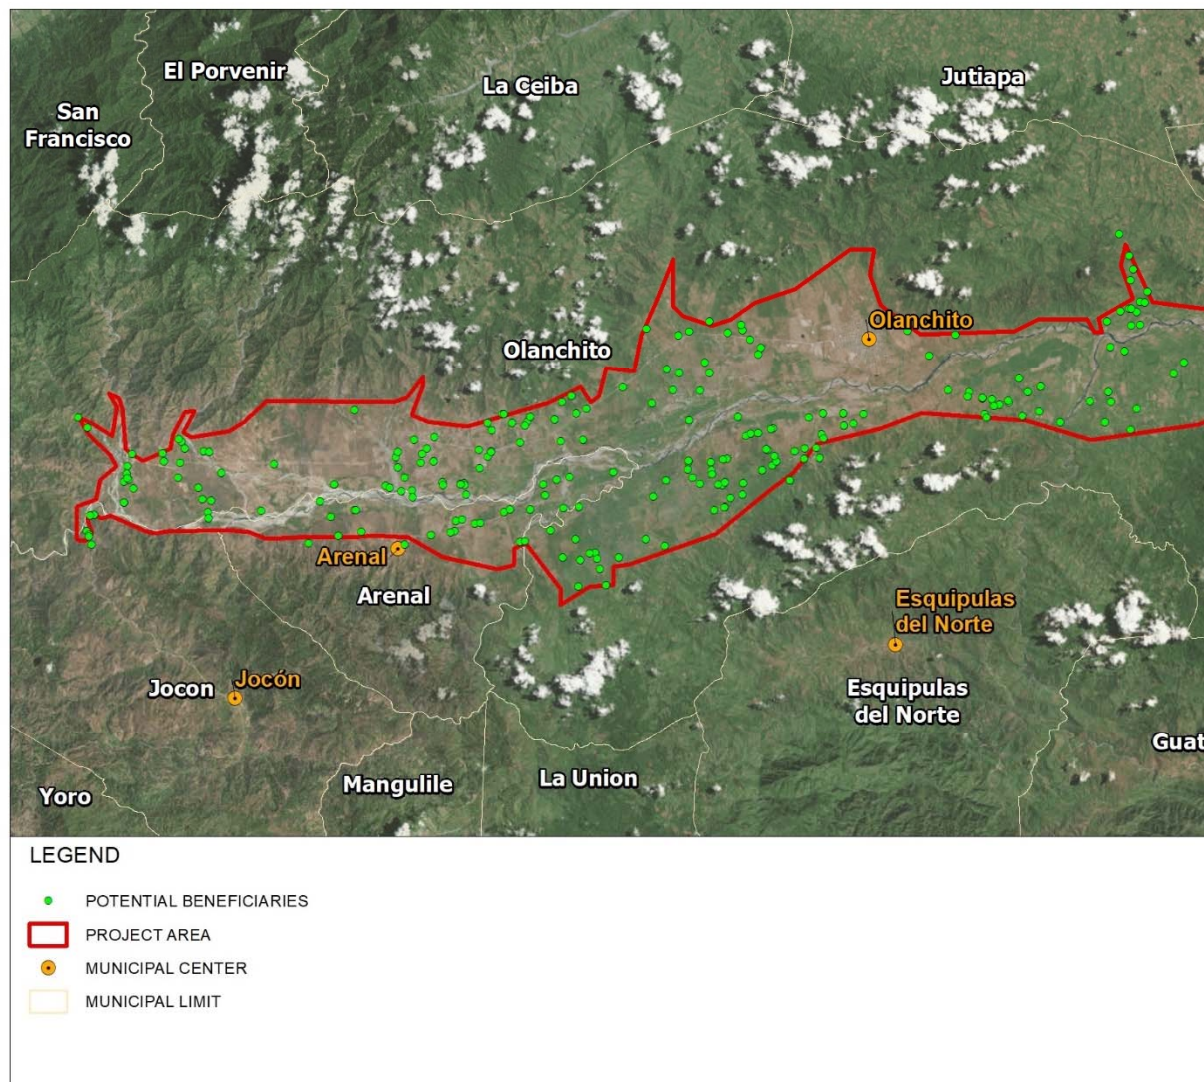 El Porvenir
La Ceiba
Jutiapa
San
Francisco
Olanchito
Olanchito
Arenal
Arenal
Esquipulas
del Norte
Jocon
Jocón
Esquipulas
del Norte
Guat
Yoro
Mangulile
La Union
LEGEND
POTENTIAL BENEFICIARIES
PROJECT AREA
MUNICIPAL CENTER
MUNICIPAL LIMIT